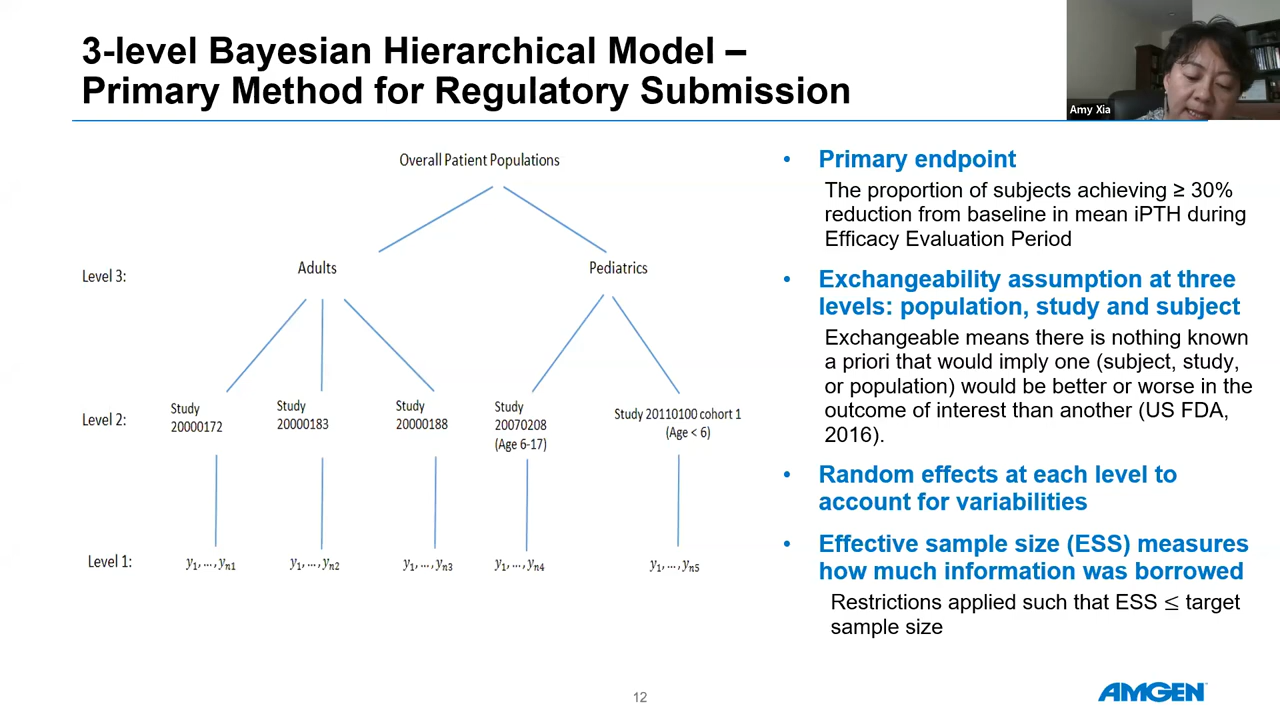 3-level Bayesian Hierarchical Model –
Primary Method for Regulatory Submission
Amy Xia
Overall Patient Populations
Level 3:
Adults
Pediatrics
Level 2:
Study
20000172
Study
20000183
Study
20000188
Study
20070208
(Age 6-17)
Study 20110100 cohort 1
(Age < 6)
Level 1:
y₁, ..., yₙ₁
y₁, ..., yₙ₂
y₁, ..., yₙ₃
y₁, ..., yₙ₄
y₁, ..., yₙ₅
• Primary endpoint
The proportion of subjects achieving ≥ 30%
reduction from baseline in mean iPTH during
Efficacy Evaluation Period
• Exchangeability assumption at three
levels: population, study and subject
Exchangeable means there is nothing known
a priori that would imply one (subject, study,
or population) would be better or worse in the
outcome of interest than another (US FDA,
2016).
• Random effects at each level to
account for variabilities
• Effective sample size (ESS) measures
how much information was borrowed
Restrictions applied such that ESS ≤ target
sample size
12
AMGEN